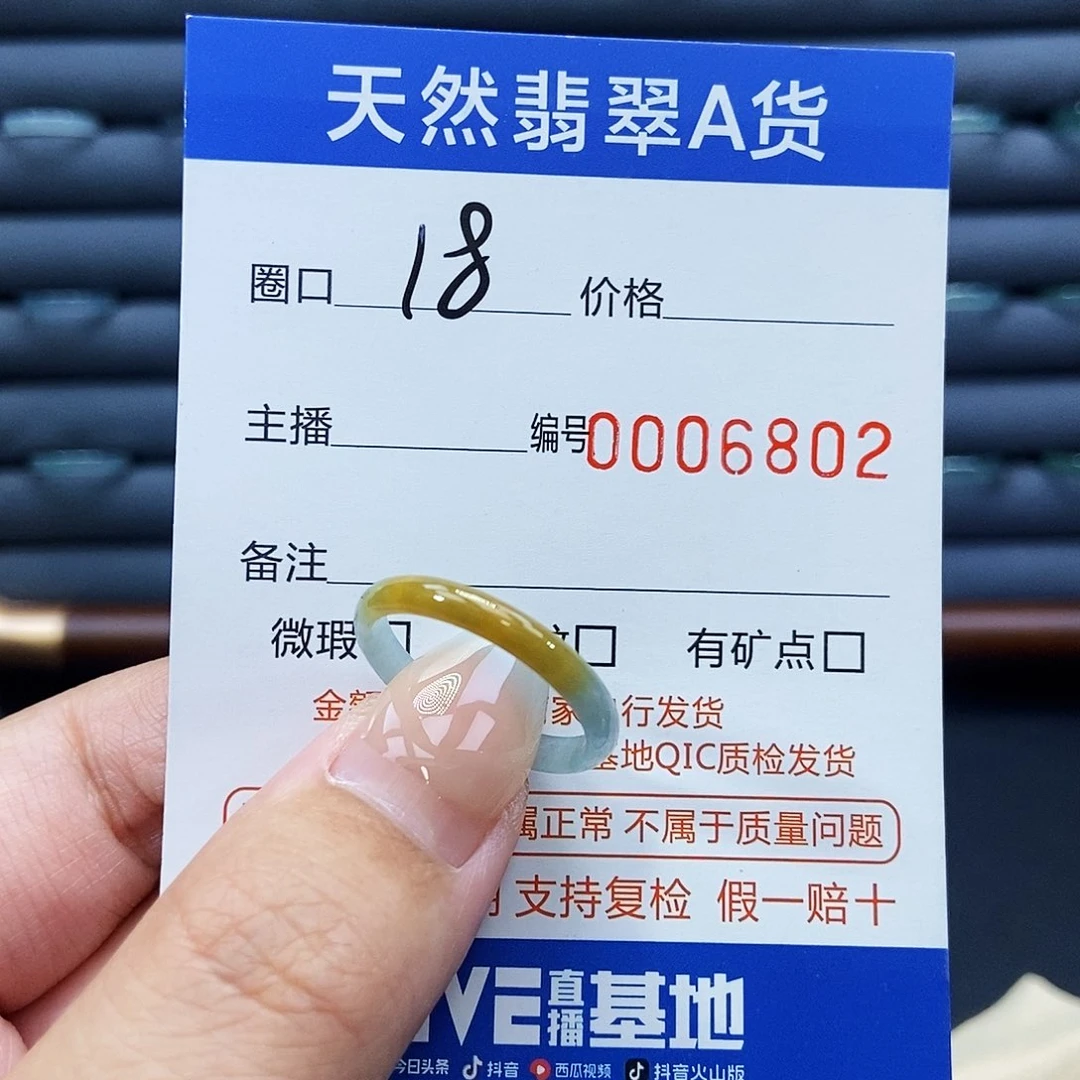 天然翡翠A货
圈口 18 价格
主播 编号0006802
备注
微瑕 有矿点
金 家 行发货
基地QIC质检发货
属正常 不属于质量问题
支持复检 假一赔十
VE直播基地
今日头条 抖音 西瓜视频 抖音火山版